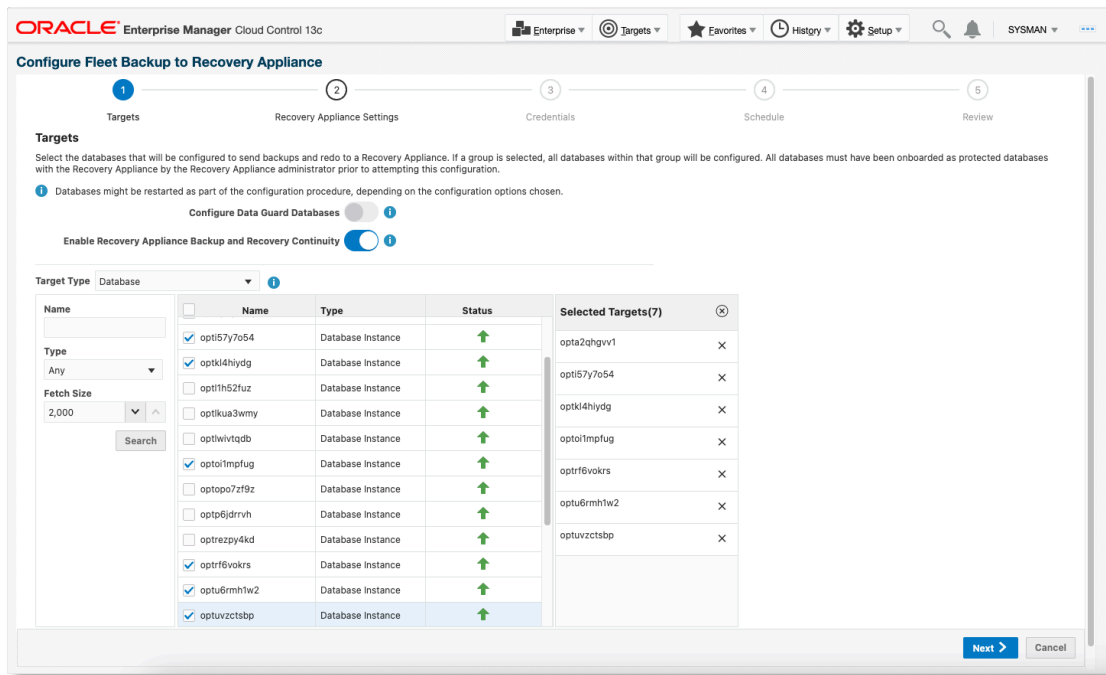 ORACLE Enterprise Manager Cloud Control 13c
Enterprise Targets Favorites History Setup SYSMAN
Configure Fleet Backup to Recovery Appliance
1 2 3 4 5
Targets Recovery Appliance Settings Credentials Schedule Review
Targets
Select the databases that will be configured to send backups and redo to a Recovery Appliance. If a group is selected, all databases within that group will be configured. All databases must have been onboarded as protected databases
with the Recovery Appliance by the Recovery Appliance administrator prior to attempting this configuration.
Databases might be restarted as part of the configuration procedure, depending on the configuration options chosen.
Configure Data Guard Databases
Enable Recovery Appliance Backup and Recovery Continuity
Target Type Database
Name
Type
Any
Fetch Size
2,000
Search
Name Type Status
opti57y7o54 Database Instance
optkl4hiydg Database Instance
optl1h52fuz Database Instance
optlkua3wmy Database Instance
optlwivtqdb Database Instance
optoi1mpfug Database Instance
optopo7zf9z Database Instance
optp6jdrrvh Database Instance
optrezpy4kd Database Instance
optrf6vokrs Database Instance
optu6rmh1w2 Database Instance
optuvzctsbp Database Instance
Selected Targets(7)
opta2qhgvv1
opti57y7o54
optkl4hiydg
optoi1mpfug
optrf6vokrs
optu6rmh1w2
optuvzctsbp
Next Cancel